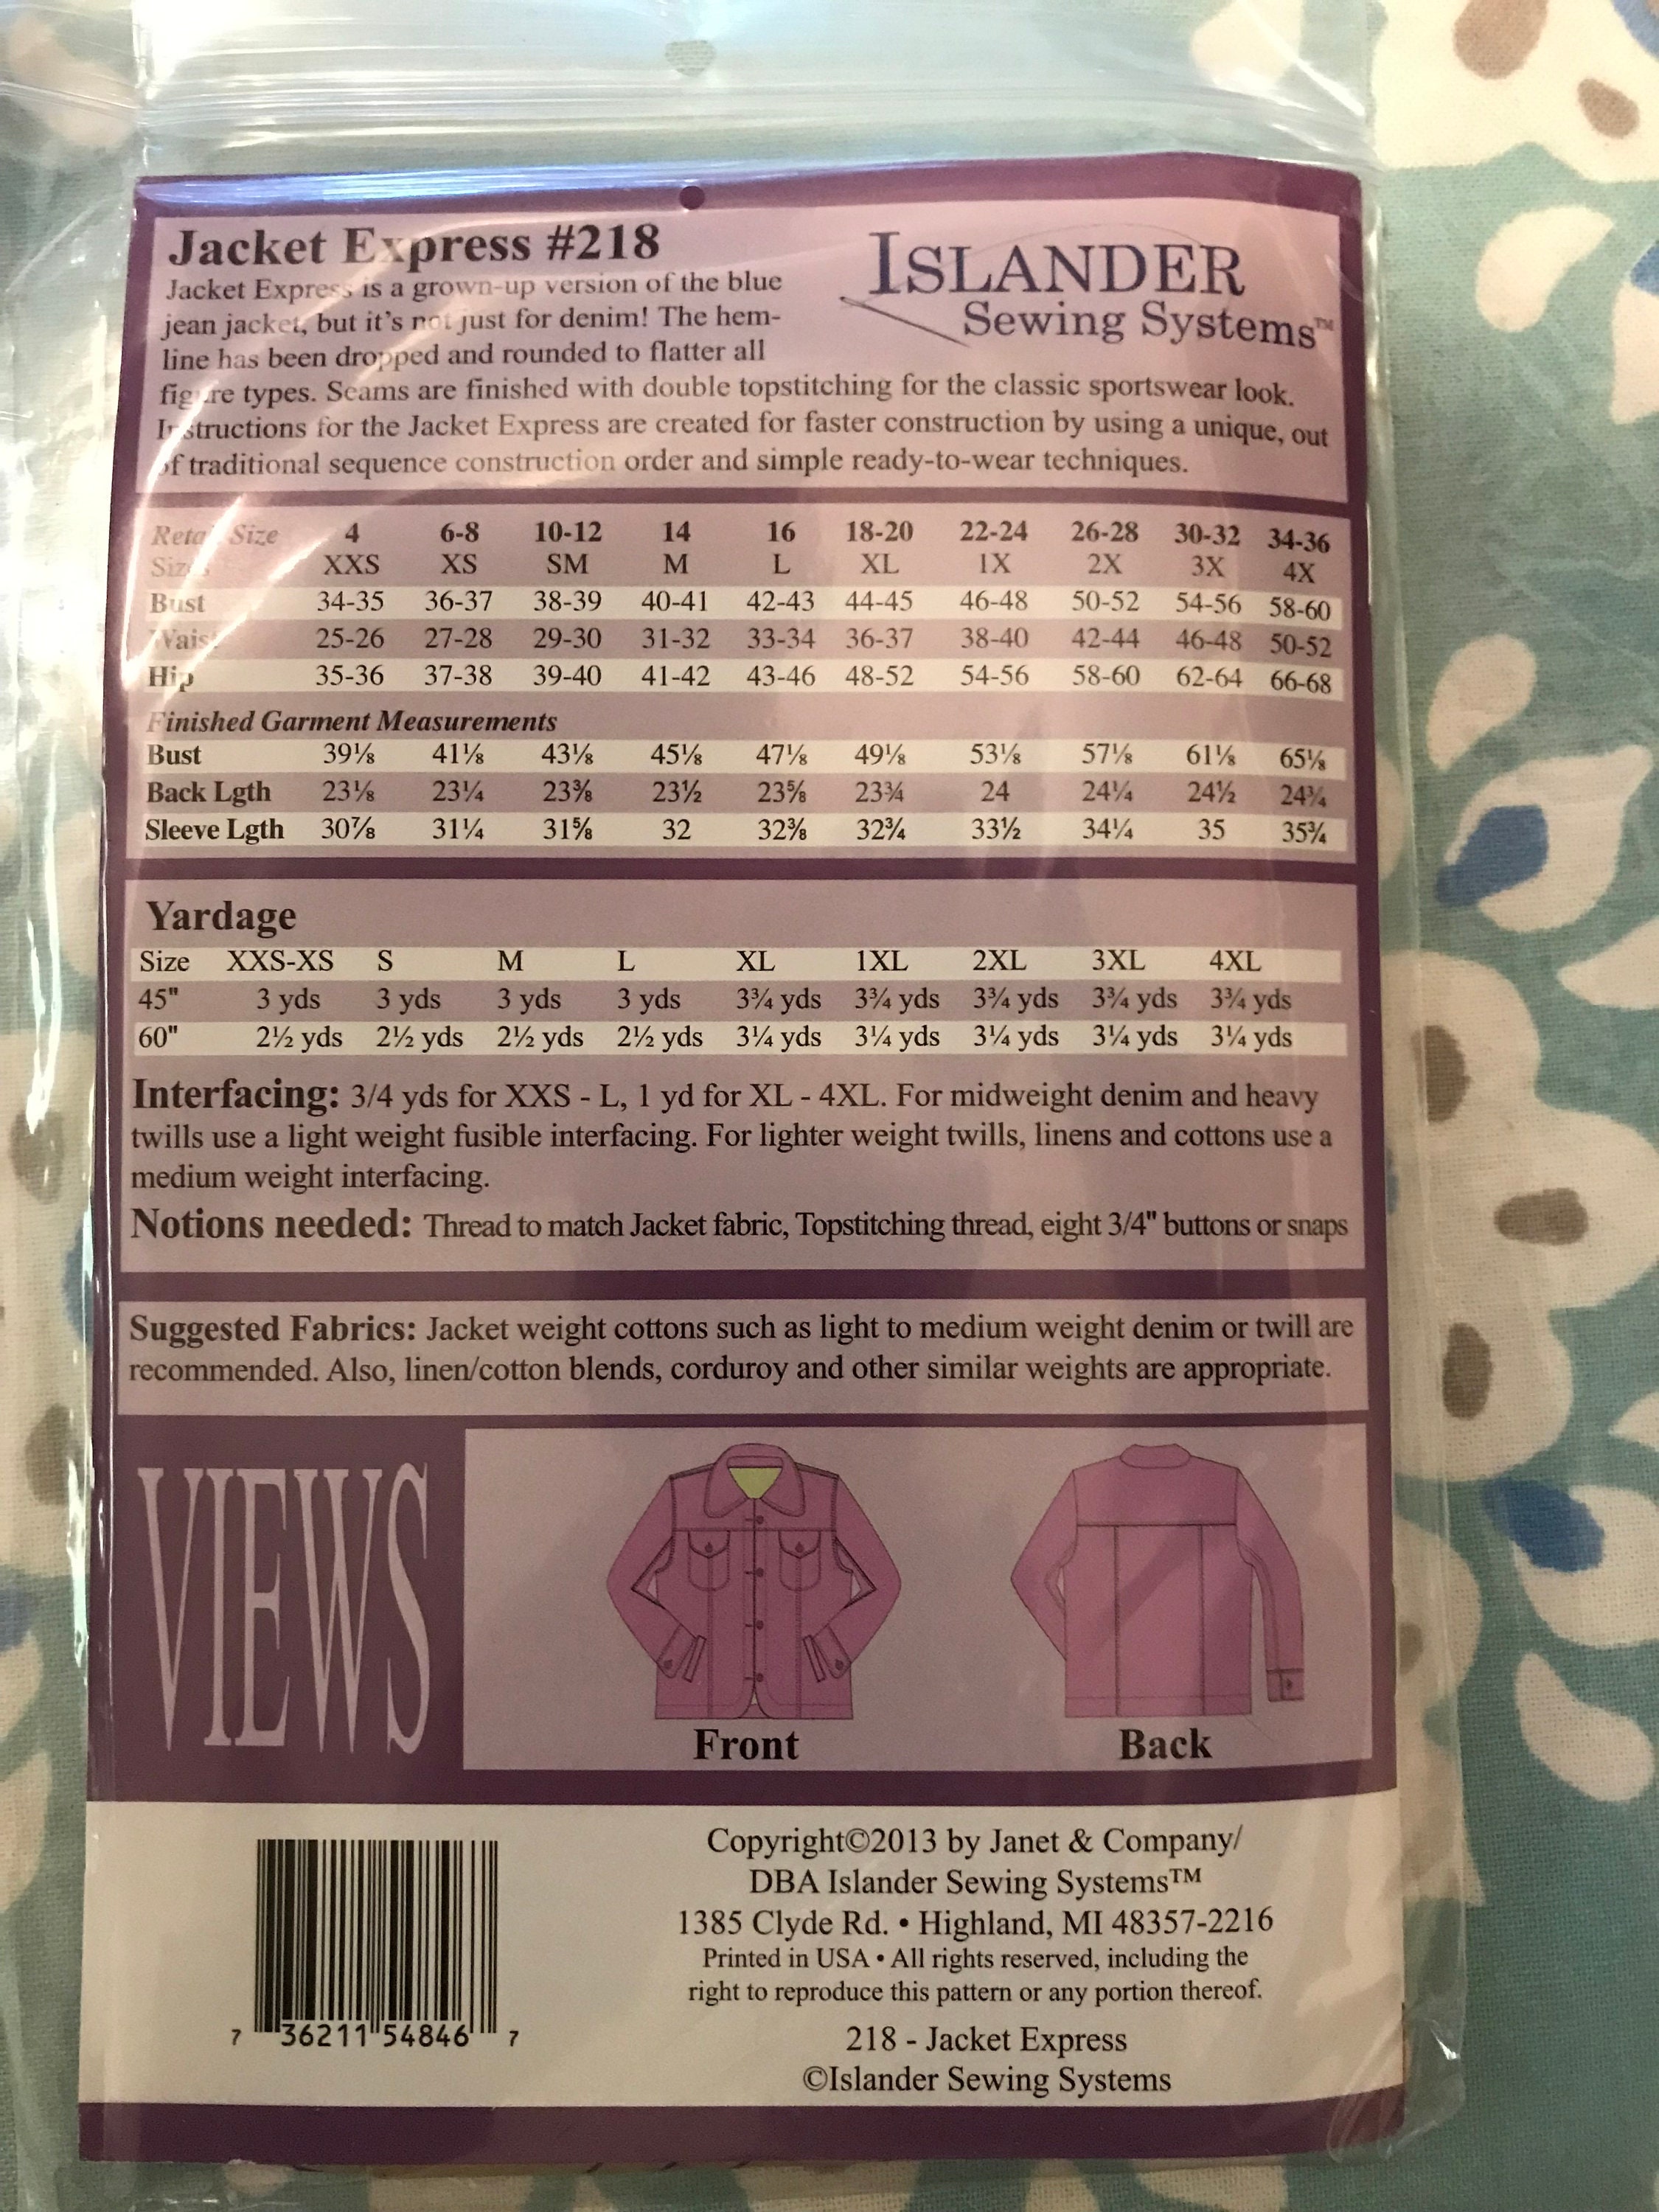 Jacket Express #218
ISLANDER
Sewing Systems™
Jacket Express is a grown-up version of the blue
jean jacket, but it's not just for denim! The hem-
line has been dropped and rounded to flatter all
figure types. Seams are finished with double topstitching for the classic sportswear look.
Instructions for the Jacket Express are created for faster construction by using a unique, out
of traditional sequence construction order and simple ready-to-wear techniques.
Retail Size 4 6-8 10-12 14 16 18-20 22-24 26-28 30-32 34-36
Sizes XXS XS SM M L XL 1X 2X 3X 4X
Bust 34-35 36-37 38-39 40-41 42-43 44-45 46-48 50-52 54-56 58-60
Waist 25-26 27-28 29-30 31-32 33-34 36-37 38-40 42-44 46-48 50-52
Hip 35-36 37-38 39-40 41-42 43-46 48-52 54-56 58-60 62-64 66-68
Finished Garment Measurements
Bust 39⅛ 41⅛ 43⅛ 45⅛ 47⅛ 49⅛ 53⅛ 57⅛ 61⅛ 65⅛
Back Lgth 23⅛ 23¼ 23⅜ 23½ 23⅝ 23¾ 24 24¼ 24½ 24¾
Sleeve Lgth 30⅞ 31¼ 31⅝ 32 32⅜ 32¾ 33½ 34¼ 35 35¾
Yardage
Size XXS-XS S M L XL 1XL 2XL 3XL 4XL
45" 3 yds 3 yds 3 yds 3 yds 3¾ yds 3¾ yds 3¾ yds 3¾ yds 3¾ yds
60" 2½ yds 2½ yds 2½ yds 2½ yds 3¼ yds 3¼ yds 3¼ yds 3¼ yds 3¼ yds
Interfacing: 3/4 yds for XXS - L, 1 yd for XL - 4XL. For midweight denim and heavy
twills use a light weight fusible interfacing. For lighter weight twills, linens and cottons use a
medium weight interfacing.
Notions needed: Thread to match Jacket fabric, Topstitching thread, eight 3/4" buttons or snaps
Suggested Fabrics: Jacket weight cottons such as light to medium weight denim or twill are
recommended. Also, linen/cotton blends, corduroy and other similar weights are appropriate.
VIEWS
Front Back
Copyright©2013 by Janet & Company/
DBA Islander Sewing Systems™
1385 Clyde Rd. • Highland, MI 48357-2216
Printed in USA • All rights reserved, including the
right to reproduce this pattern or any portion thereof.
218 - Jacket Express
©Islander Sewing Systems
7 36211 54846 7